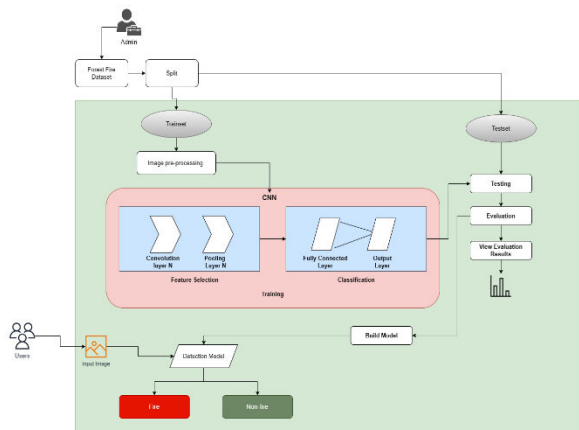 Admin
Forest Fire
Dataset
Split
Trainset
Testset
Image pre-processing
CNN
Testing
Evaluation
View Evaluation
Results
Convolution
layer N
Pooling
Layer N
Fully Connected
Layer
Output
Layer
Feature Selection
Classification
Training
Build Model
Users
Input Image
Detection Model
Fire
Non-fire